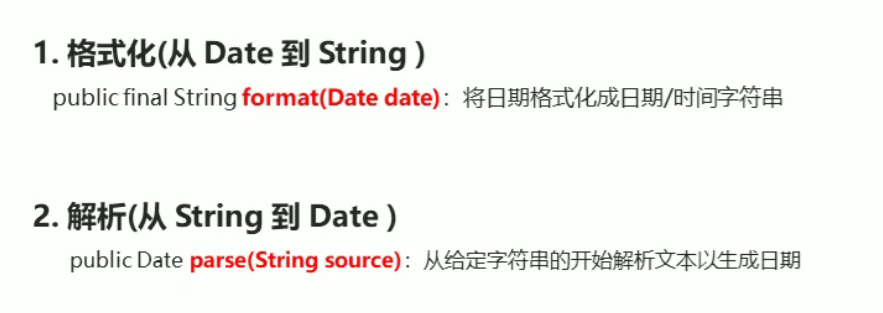 1. 格式化(从 Date 到 String )
public final String format(Date date)：将日期格式化成日期/时间字符串
2. 解析(从 String 到 Date )
public Date parse(String source)：从给定字符串的开始解析文本以生成日期